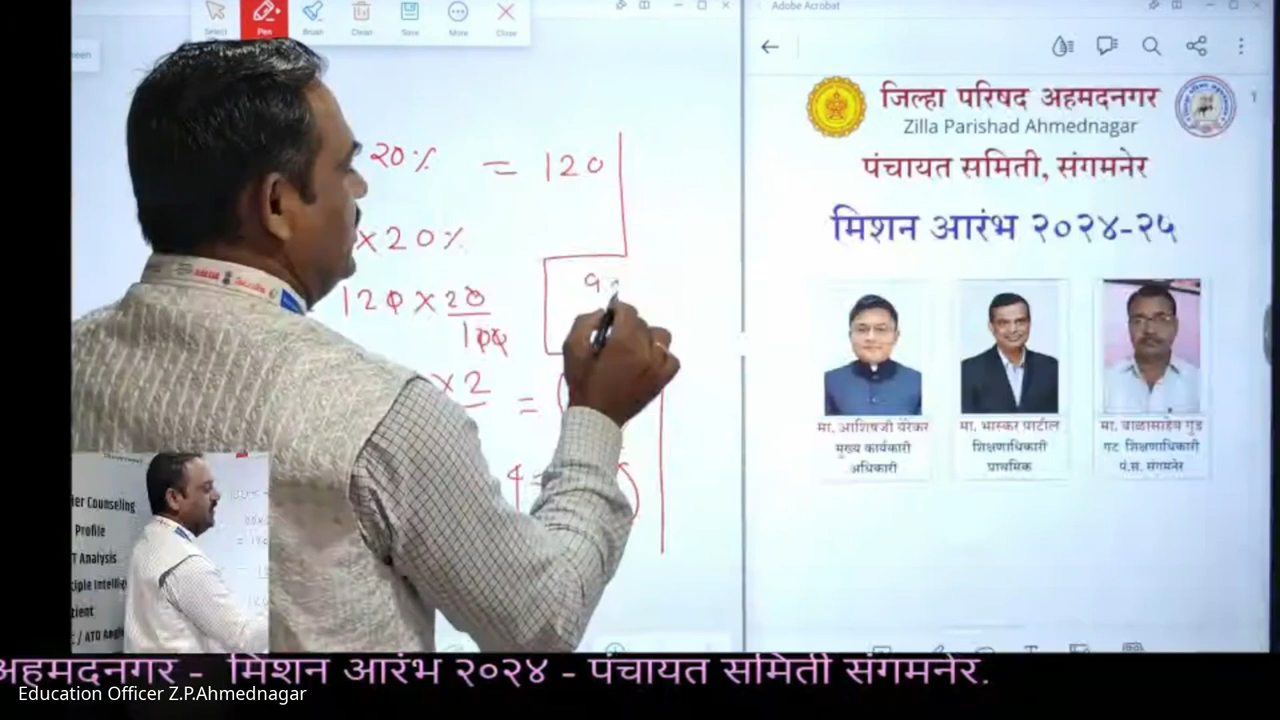 Select Pen Brush Clean Save More Close
Adobe Acrobat
जिल्हा परिषद अहमदनगर
Zilla Parishad Ahmednagar
पंचायत समिती, संगमनेर
मिशन आरंभ २०२४-२५
20% = 120
x 20%
120 x 20
100
x 2 =
मा. आशिषजी येरेकर
मुख्य कार्यकारी
अधिकारी
मा. भास्कर पाटील
शिक्षणाधिकारी
प्राथमिक
मा. बाळासाहेब गुंड
गट शिक्षणाधिकारी
पं.स. संगमनेर
Counseling
Profile
Analysis
अहमदनगर - मिशन आरंभ २०२४ - पंचायत समिती संगमनेर.
Education Officer Z.P.Ahmednagar